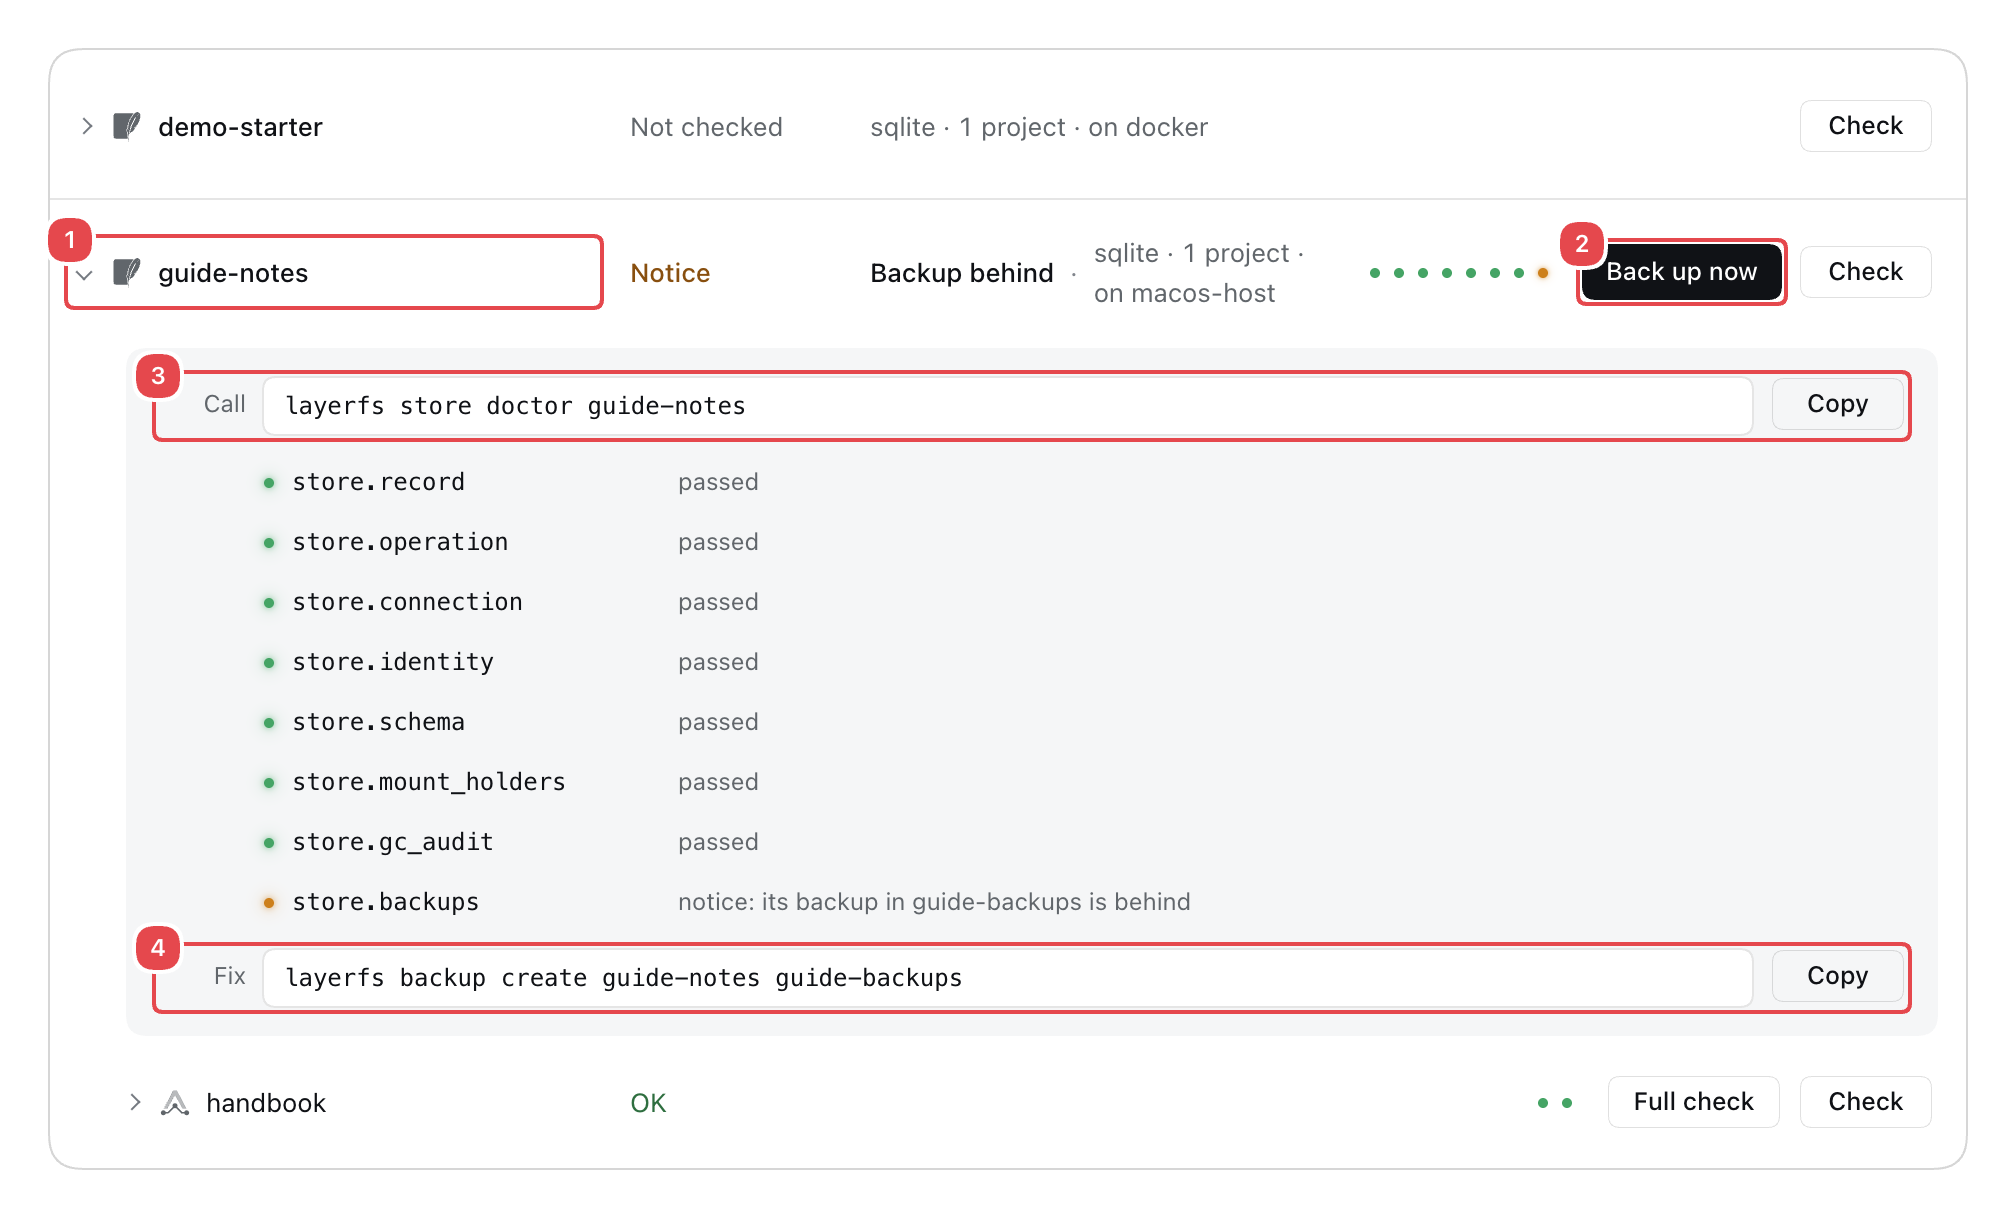 demo-starter Not checked sqlite · 1 project · on docker Check
1
guide-notes Notice Backup behind · sqlite · 1 project ·
on macos-host
2
Back up now Check
3
Call layerfs store doctor guide-notes Copy
store.record passed
store.operation passed
store.connection passed
store.identity passed
store.schema passed
store.mount_holders passed
store.gc_audit passed
store.backups notice: its backup in guide-backups is behind
4
Fix layerfs backup create guide-notes guide-backups Copy
handbook OK Full check Check